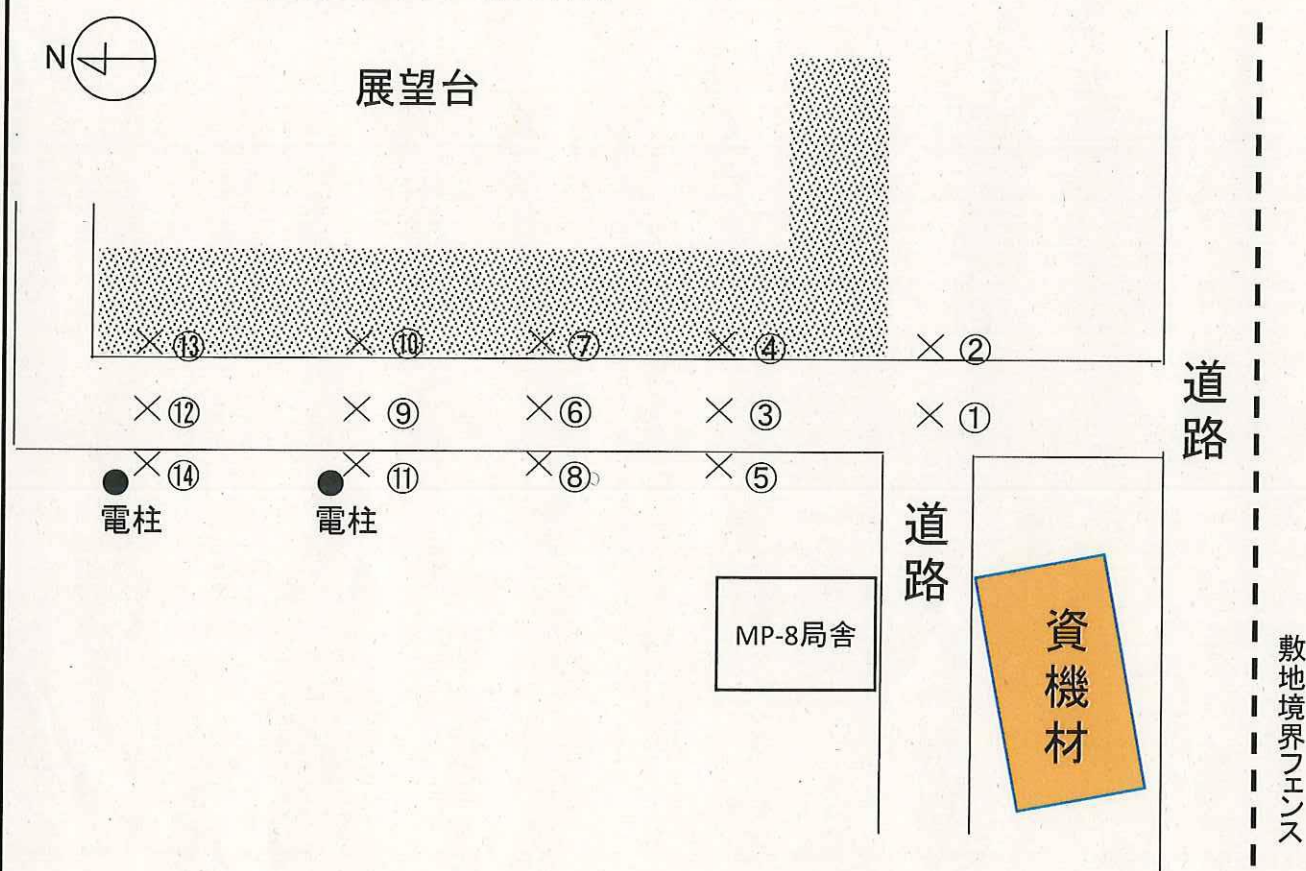 N
展望台
⑬ ⑩ ⑦ ④ ②
⑫ ⑨ ⑥ ③ ①
⑭ ⑪ ⑧ ⑤
電柱 電柱
道路
道路
MP-8局舎
資機材
敷地境界フェンス